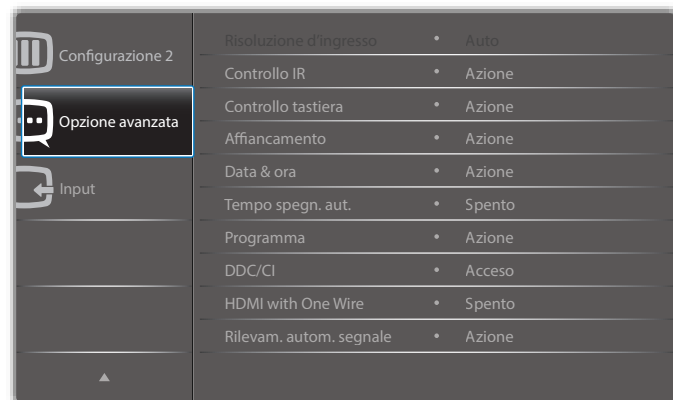 Configurazione 2
Opzione avanzata
Input
Risoluzione d'ingresso • Auto
Controllo IR • Azione
Controllo tastiera • Azione
Affiancamento • Azione
Data & ora • Azione
Tempo spegn. aut. • Spento
Programma • Azione
DDC/CI • Acceso
HDMI with One Wire • Spento
Rilevam. autom. segnale • Azione